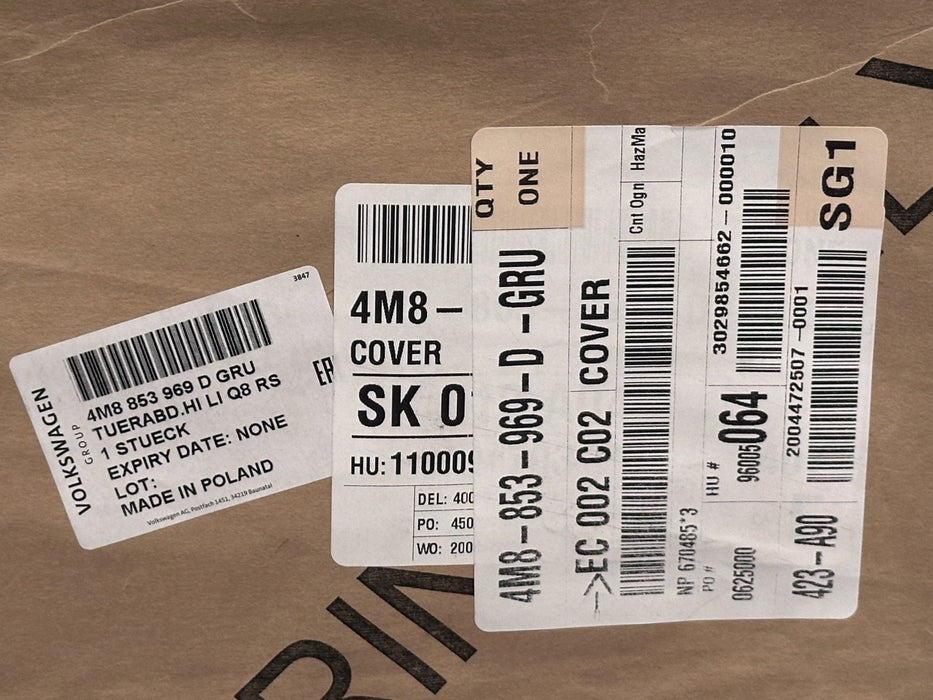 3847
VOLKSWAGEN
GROUP
4M8 853 969 D GRU
TUERABD.HI LI Q8 RS
1 STUECK
EXPIRY DATE: NONE
LOT:
MADE IN POLAND
Volkswagen AG, Postfach 1451, 34219 Baunatal
4M8 –
COVER
SK 0
HU: 110009
DEL: 400
PO: 450
WO: 200
QTY
ONE
4M8–853–969–D –GRU
–>EC 002 C02 COVER
Cnt Ogn HazMa
NP 670485*3
PO #
0625000
HU #
96005064
3029854662 – 000010
SG1
2004472507 –0001
423–A90
RIN